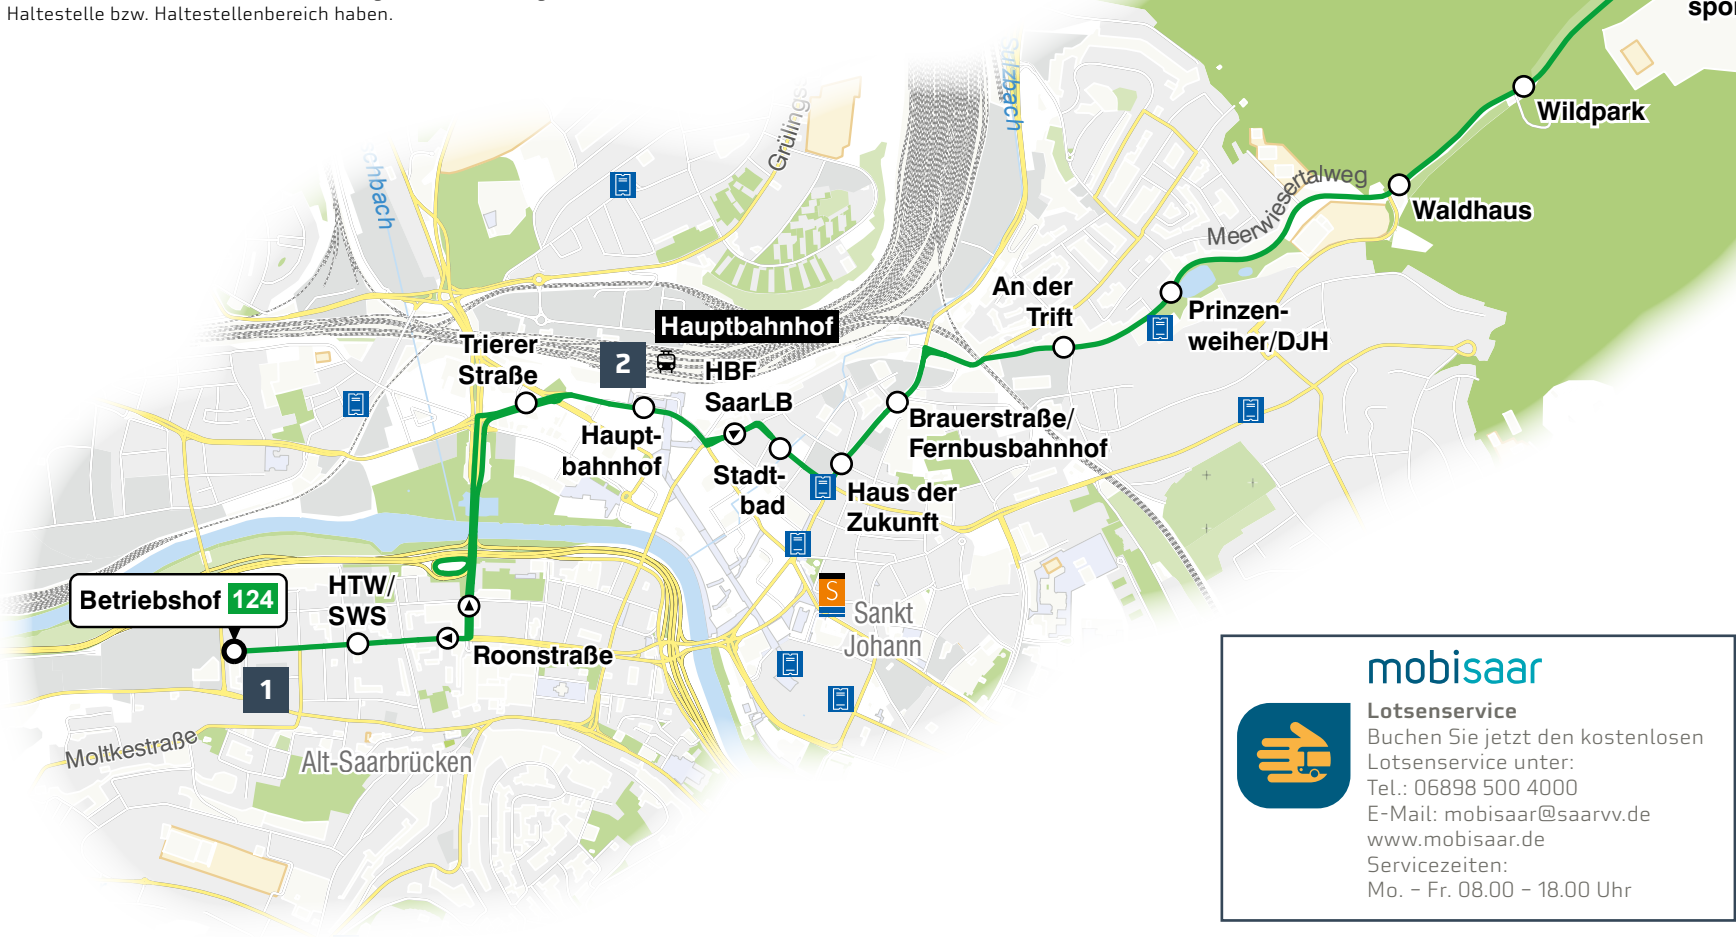 Haltestelle bzw. Haltestellenbereich haben.
Sulzbach
Wildpark
Meerwiesertalweg
Waldhaus
An der
Trift
Prinzen-
weiher/DJH
Hauptbahnhof
2
Trierer
Straße
HBF
SaarLB
Haupt-
bahnhof
Stadt-
bad
Brauerstraße/
Fernbusbahnhof
Haus der
Zukunft
Betriebshof 124
HTW/
SWS
Roonstraße
1
S
Sankt
Johann
Moltkestraße
Alt-Saarbrücken
mobisaar
Lotsenservice
Buchen Sie jetzt den kostenlosen
Lotsenservice unter:
Tel.: 06898 500 4000
E-Mail: mobisaar@saarvv.de
www.mobisaar.de
Servicezeiten:
Mo. – Fr. 08.00 – 18.00 Uhr